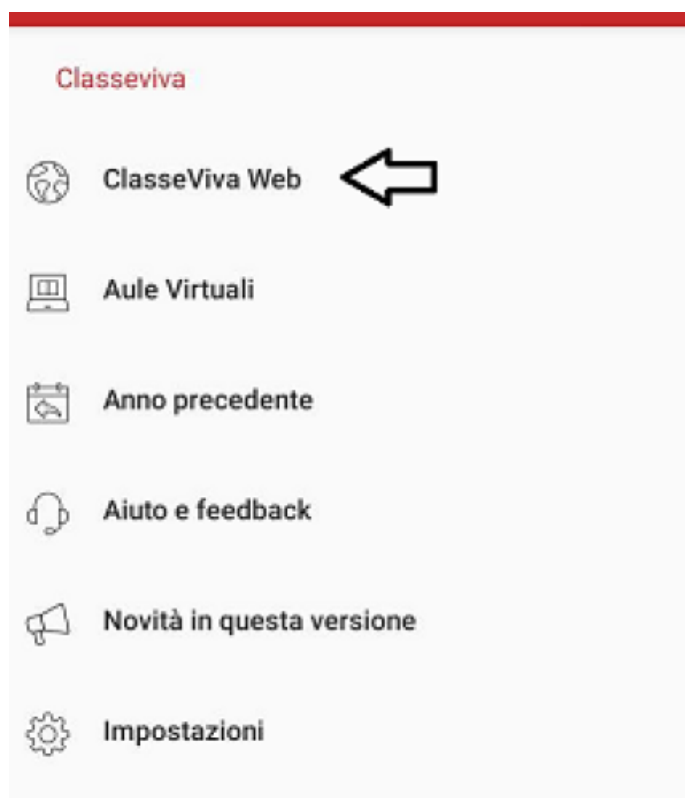 Classeviva
ClasseViva Web
Aule Virtuali
Anno precedente
Aiuto e feedback
Novità in questa versione
Impostazioni